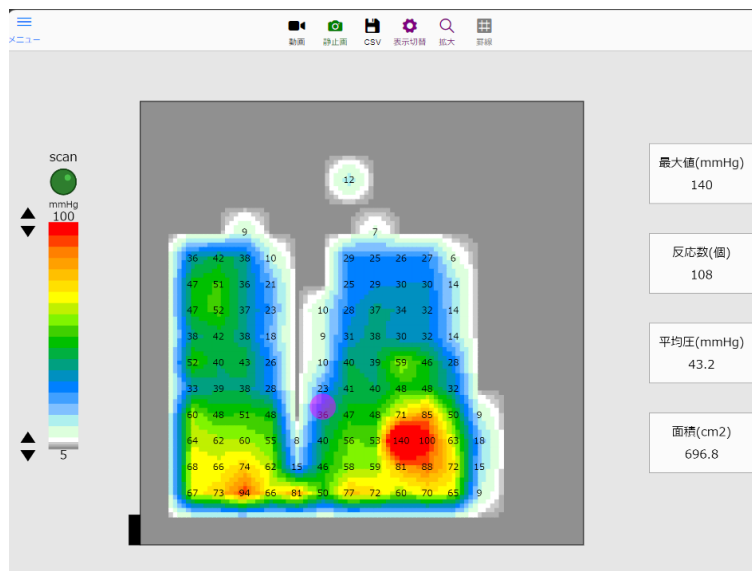 メニュー
動画 静止画 CSV 表示切替 拡大 罫線
scan
mmHg
100
5
12
9 7
36 42 38 10 29 25 26 27 6
47 51 36 21 25 29 30 30 14
47 52 37 23 10 28 37 34 32 14
38 42 38 18 9 31 38 30 32 14
52 40 43 26 10 40 39 59 46 28
33 39 38 28 23 41 40 48 48 32
60 48 51 48 36 47 48 71 85 50 9
64 62 60 55 8 40 56 53 140 100 63 18
68 66 74 62 15 46 58 59 81 88 72 15
67 73 94 66 81 50 77 72 60 70 65 9
最大値(mmHg)
140
反応数(個)
108
平均圧(mmHg)
43.2
面積(cm2)
696.8